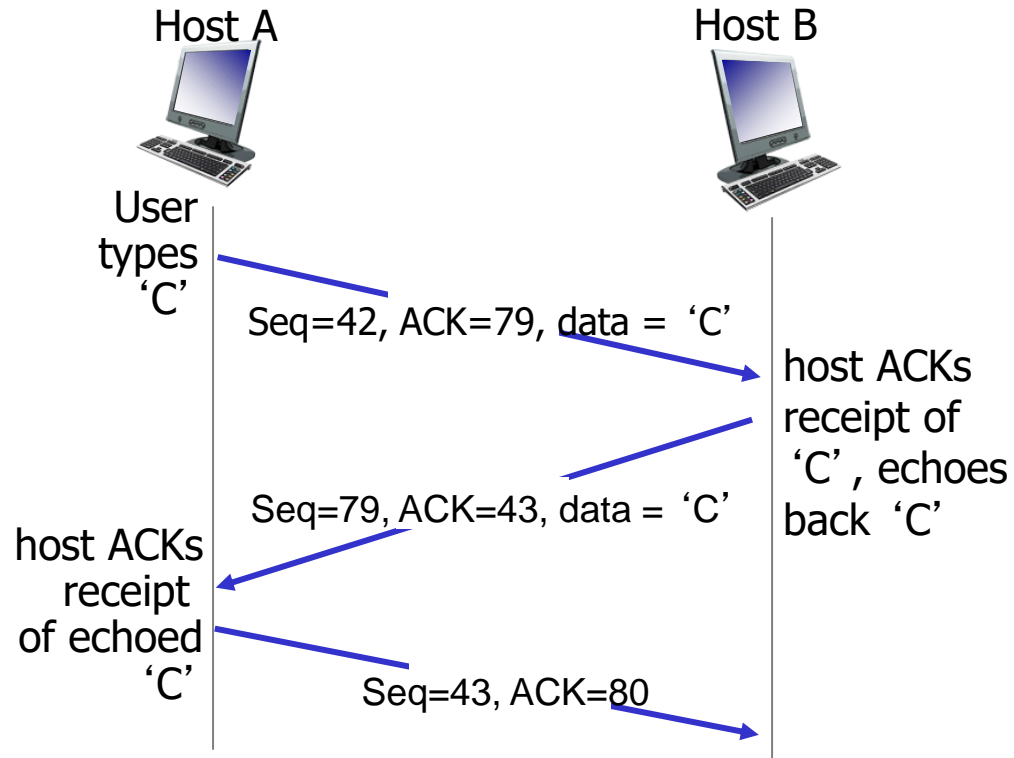 Host A
Host B
User
types
‘C’
Seq=42, ACK=79, data = ‘C’
host ACKs
receipt of
‘C’, echoes
back ‘C’
Seq=79, ACK=43, data = ‘C’
host ACKs
receipt
of echoed
‘C’
Seq=43, ACK=80